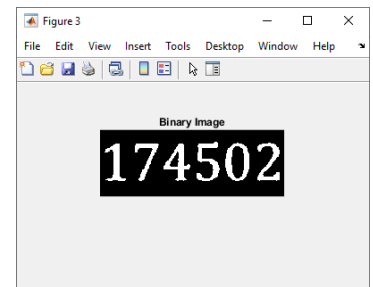 Figure 3
File Edit View Insert Tools Desktop Window Help
Binary Image
174502